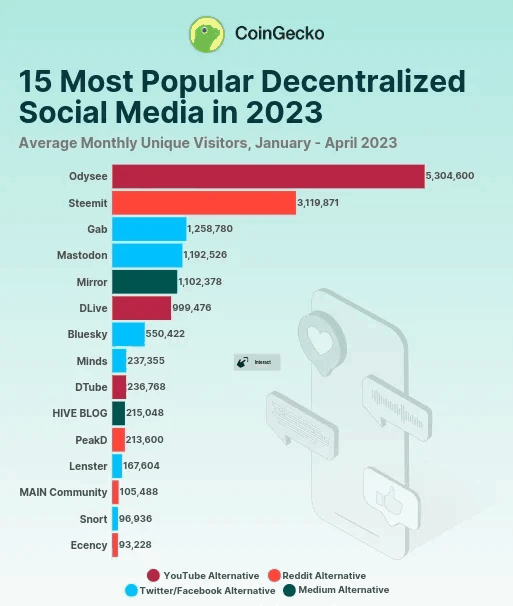 CoinGecko
15 Most Popular Decentralized
Social Media in 2023
Average Monthly Unique Visitors, January - April 2023
Odysee 5,304,600
Steemit 3,119,871
Gab 1,258,780
Mastodon 1,192,526
Mirror 1,102,378
DLive 999,476
Bluesky 550,422
Minds 237,355
Interact
DTube 236,768
HIVE BLOG 215,048
PeakD 213,600
Lenster 167,604
MAIN Community 105,488
Snort 96,936
Ecency 93,228
YouTube Alternative Reddit Alternative
Twitter/Facebook Alternative Medium Alternative